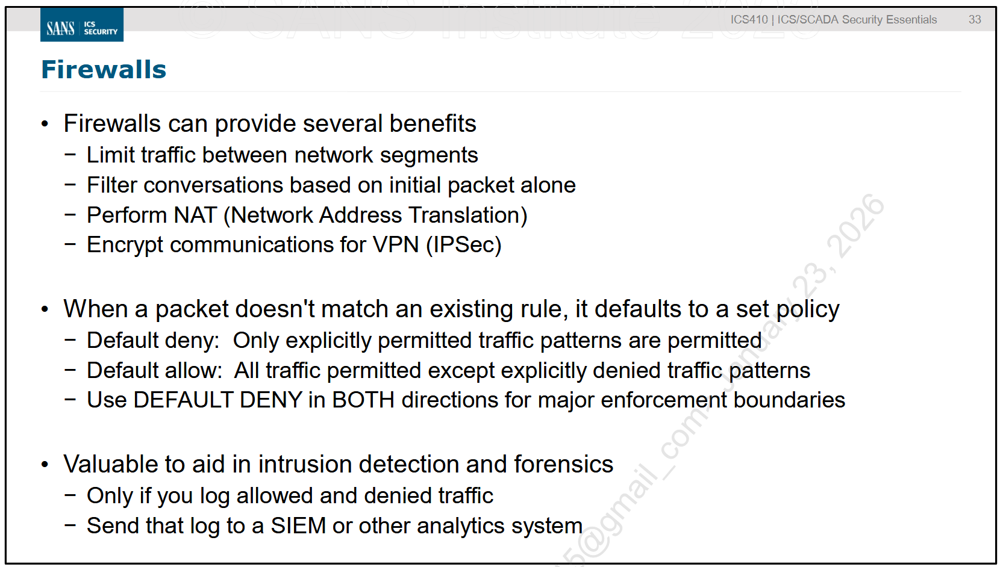 © SANS Institute 2023
SANS ICS SECURITY
ICS410 | ICS/SCADA Security Essentials 33
Firewalls
• Firewalls can provide several benefits
− Limit traffic between network segments
− Filter conversations based on initial packet alone
− Perform NAT (Network Address Translation)
− Encrypt communications for VPN (IPSec)
• When a packet doesn't match an existing rule, it defaults to a set policy
− Default deny:  Only explicitly permitted traffic patterns are permitted
− Default allow:  All traffic permitted except explicitly denied traffic patterns
− Use DEFAULT DENY in BOTH directions for major enforcement boundaries
• Valuable to aid in intrusion detection and forensics
− Only if you log allowed and denied traffic
− Send that log to a SIEM or other analytics system
5@gmail_com- January 23, 2026